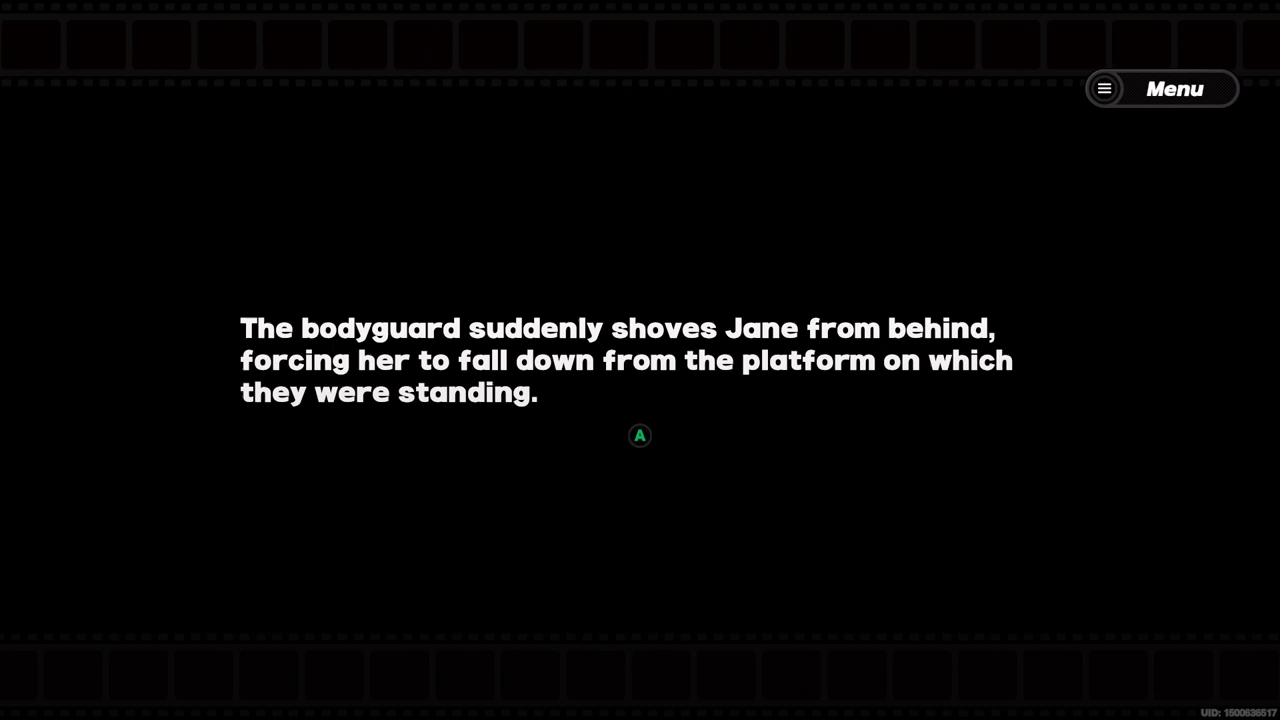 Menu
The bodyguard suddenly shoves Jane from behind,
forcing her to fall down from the platform on which
they were standing.
A
UID: 1500636517